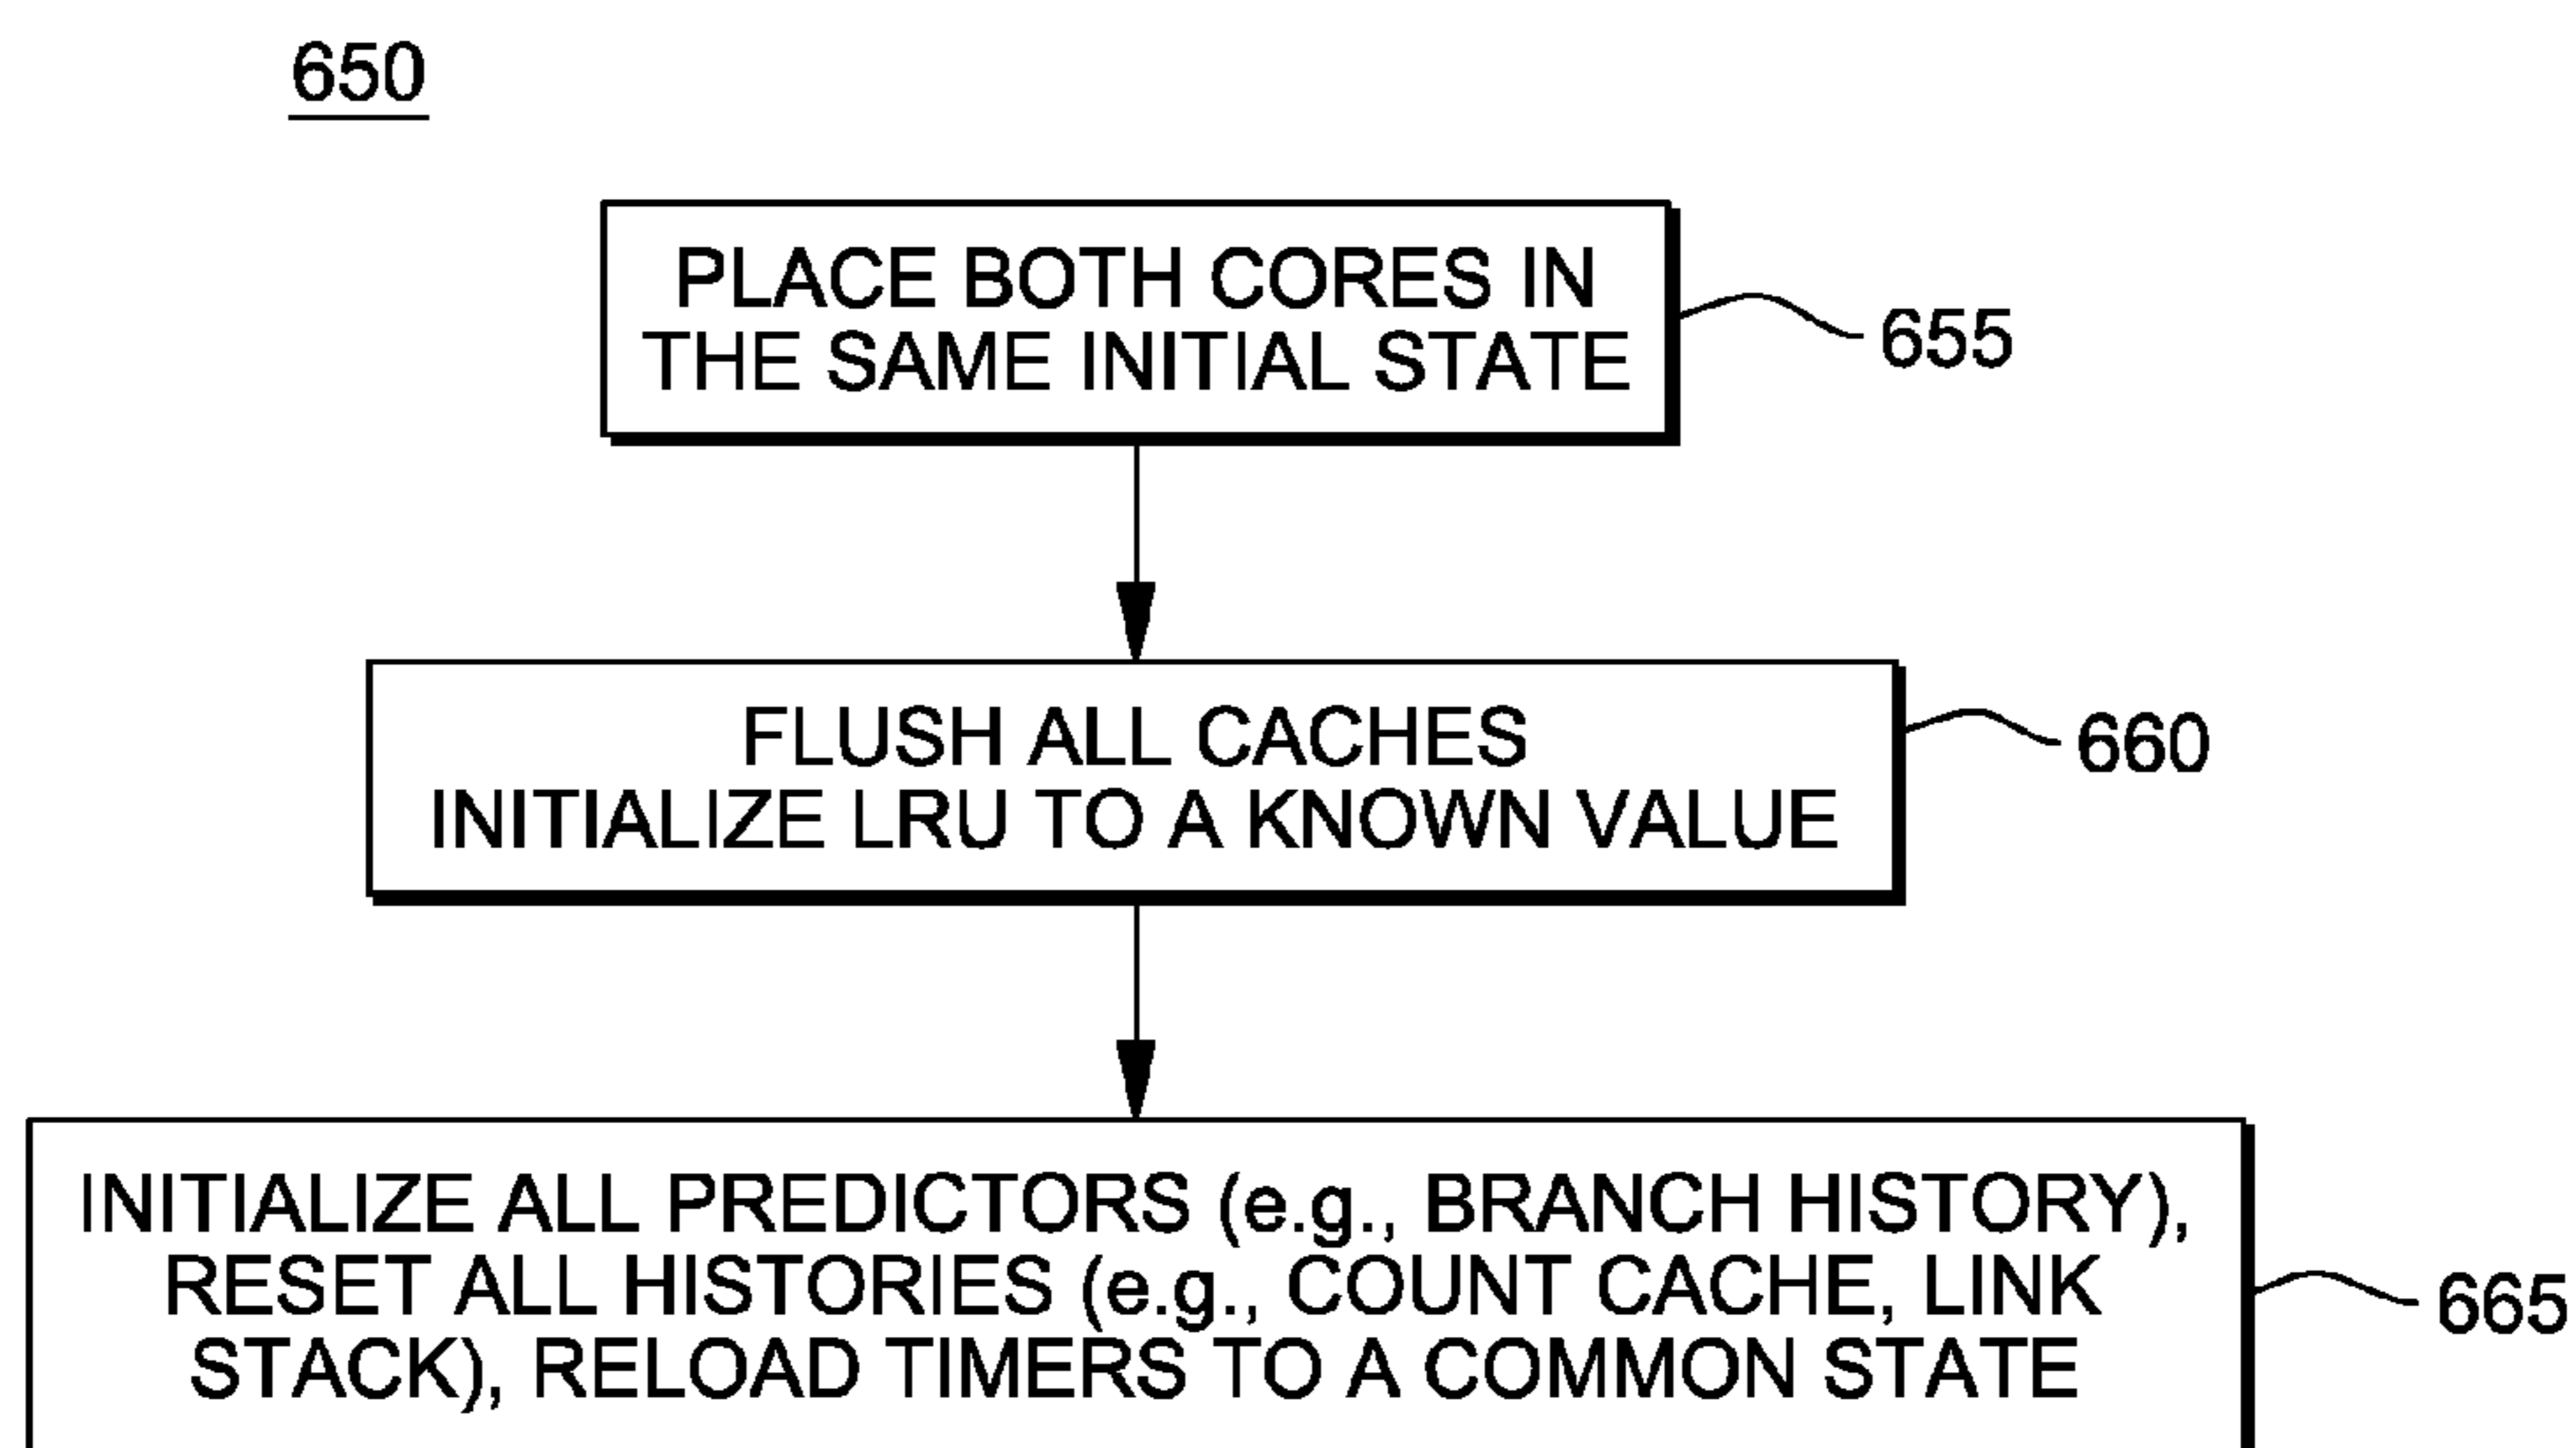 650
PLACE BOTH CORES IN
THE SAME INITIAL STATE
655
FLUSH ALL CACHES
INITIALIZE LRU TO A KNOWN VALUE
660
INITIALIZE ALL PREDICTORS (e.g., BRANCH HISTORY),
RESET ALL HISTORIES (e.g., COUNT CACHE, LINK
STACK), RELOAD TIMERS TO A COMMON STATE
665